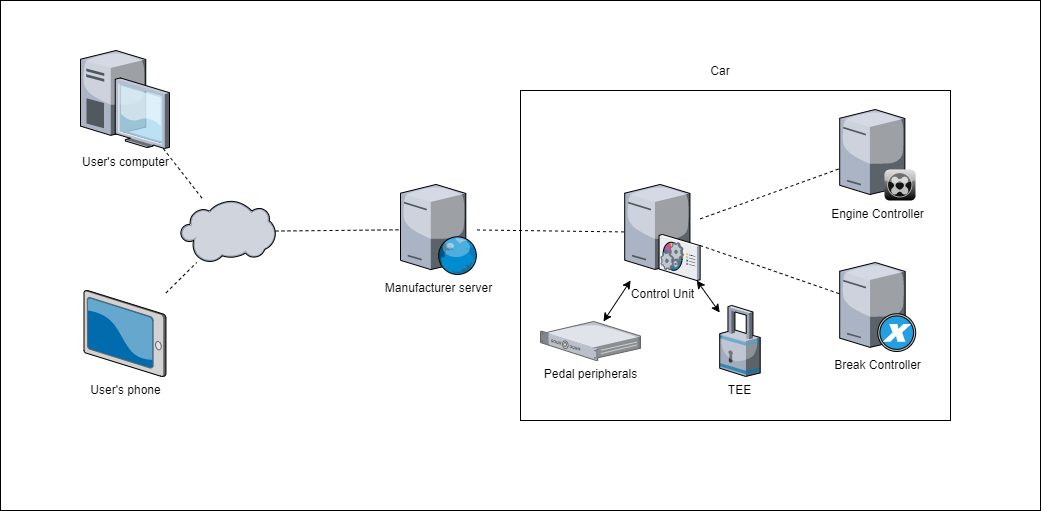 Car
User's computer
Engine Controller
Manufacturer server
Control Unit
Pedal peripherals
TEE
Break Controller
User's phone